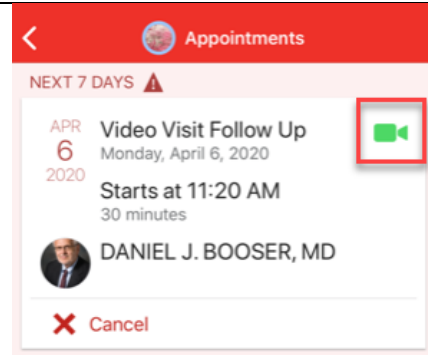 Appointments
NEXT 7 DAYS
APR
6
2020
Video Visit Follow Up
Monday, April 6, 2020
Starts at 11:20 AM
30 minutes
DANIEL J. BOOSER, MD
Cancel